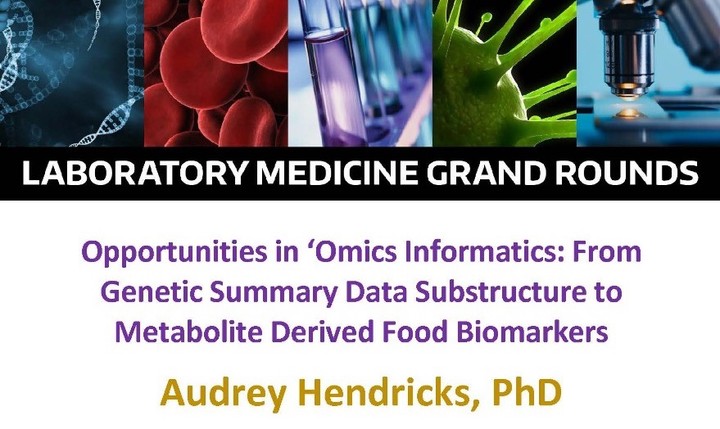 LABORATORY MEDICINE GRAND ROUNDS
Opportunities in ‘Omics Informatics: From
Genetic Summary Data Substructure to
Metabolite Derived Food Biomarkers
Audrey Hendricks, PhD